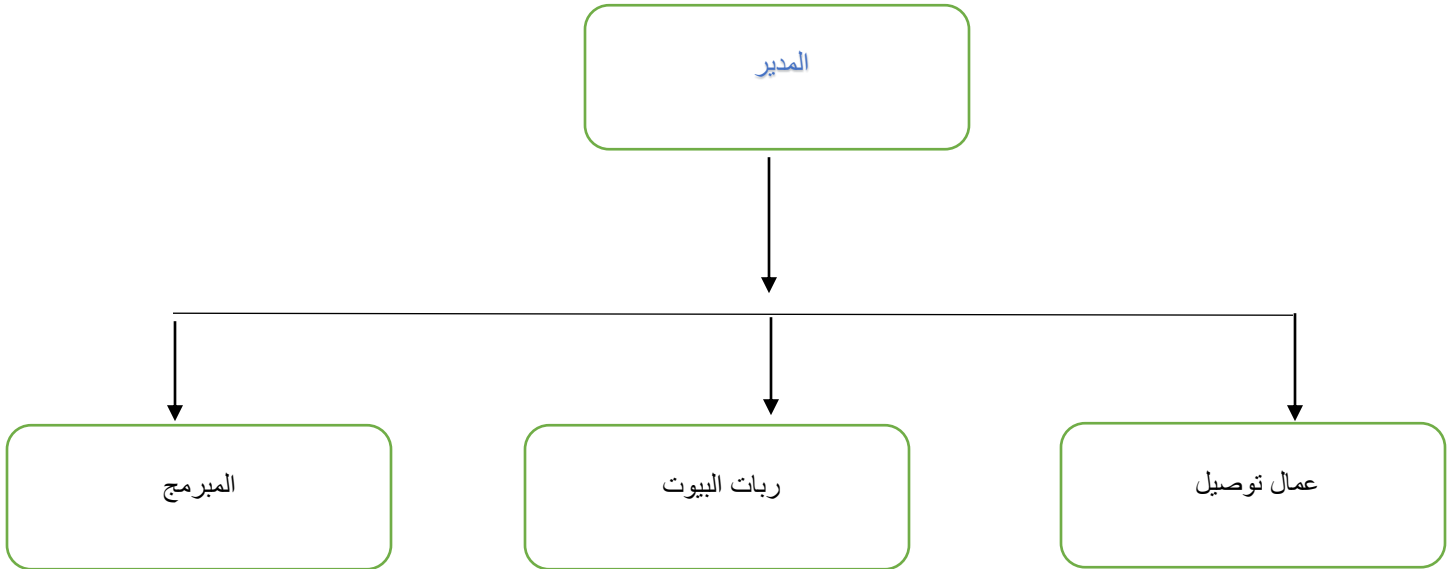 المدير
عمال توصيل
ربات البيوت
المبرمج